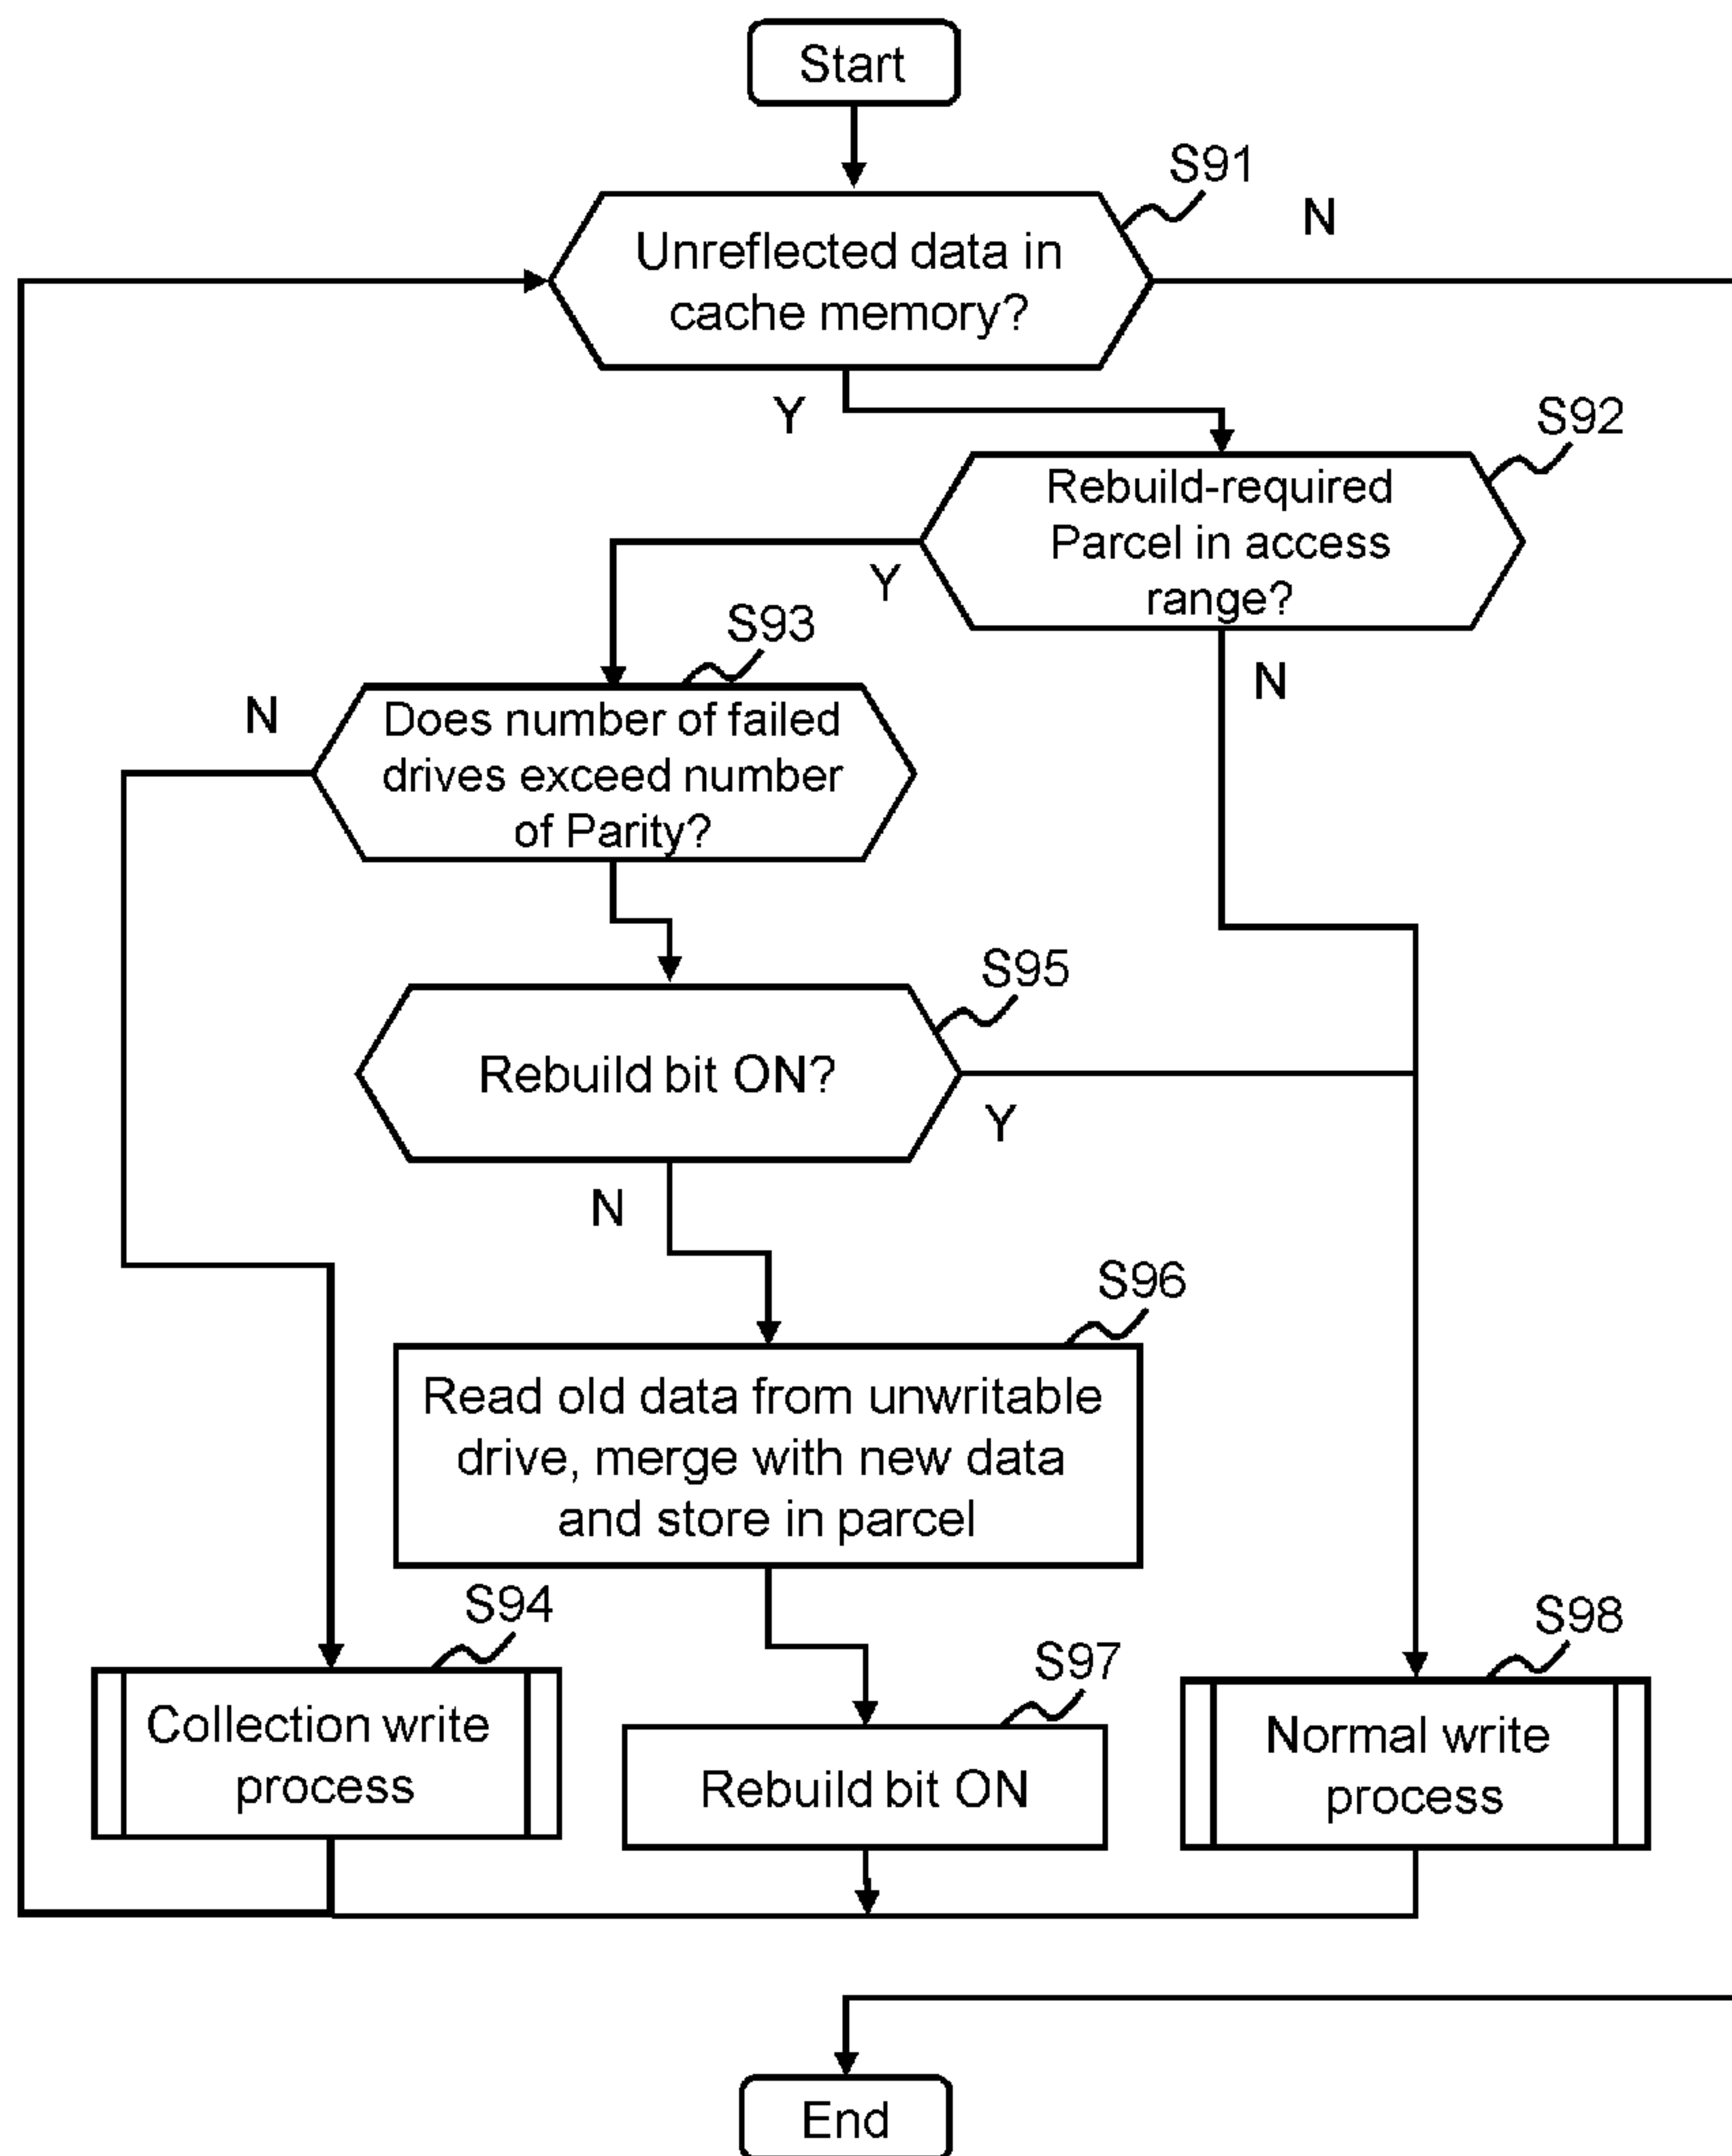 Start
S91
N
Unreflected data in
cache memory?
Y
S92
Rebuild-required
Parcel in access
range?
Y
S93
N
N
Does number of failed
drives exceed number
of Parity?
S95
Rebuild bit ON?
Y
N
S96
Read old data from unwritable
drive, merge with new data
and store in parcel
S94
S97
S98
Collection write
process
Rebuild bit ON
Normal write
process
End